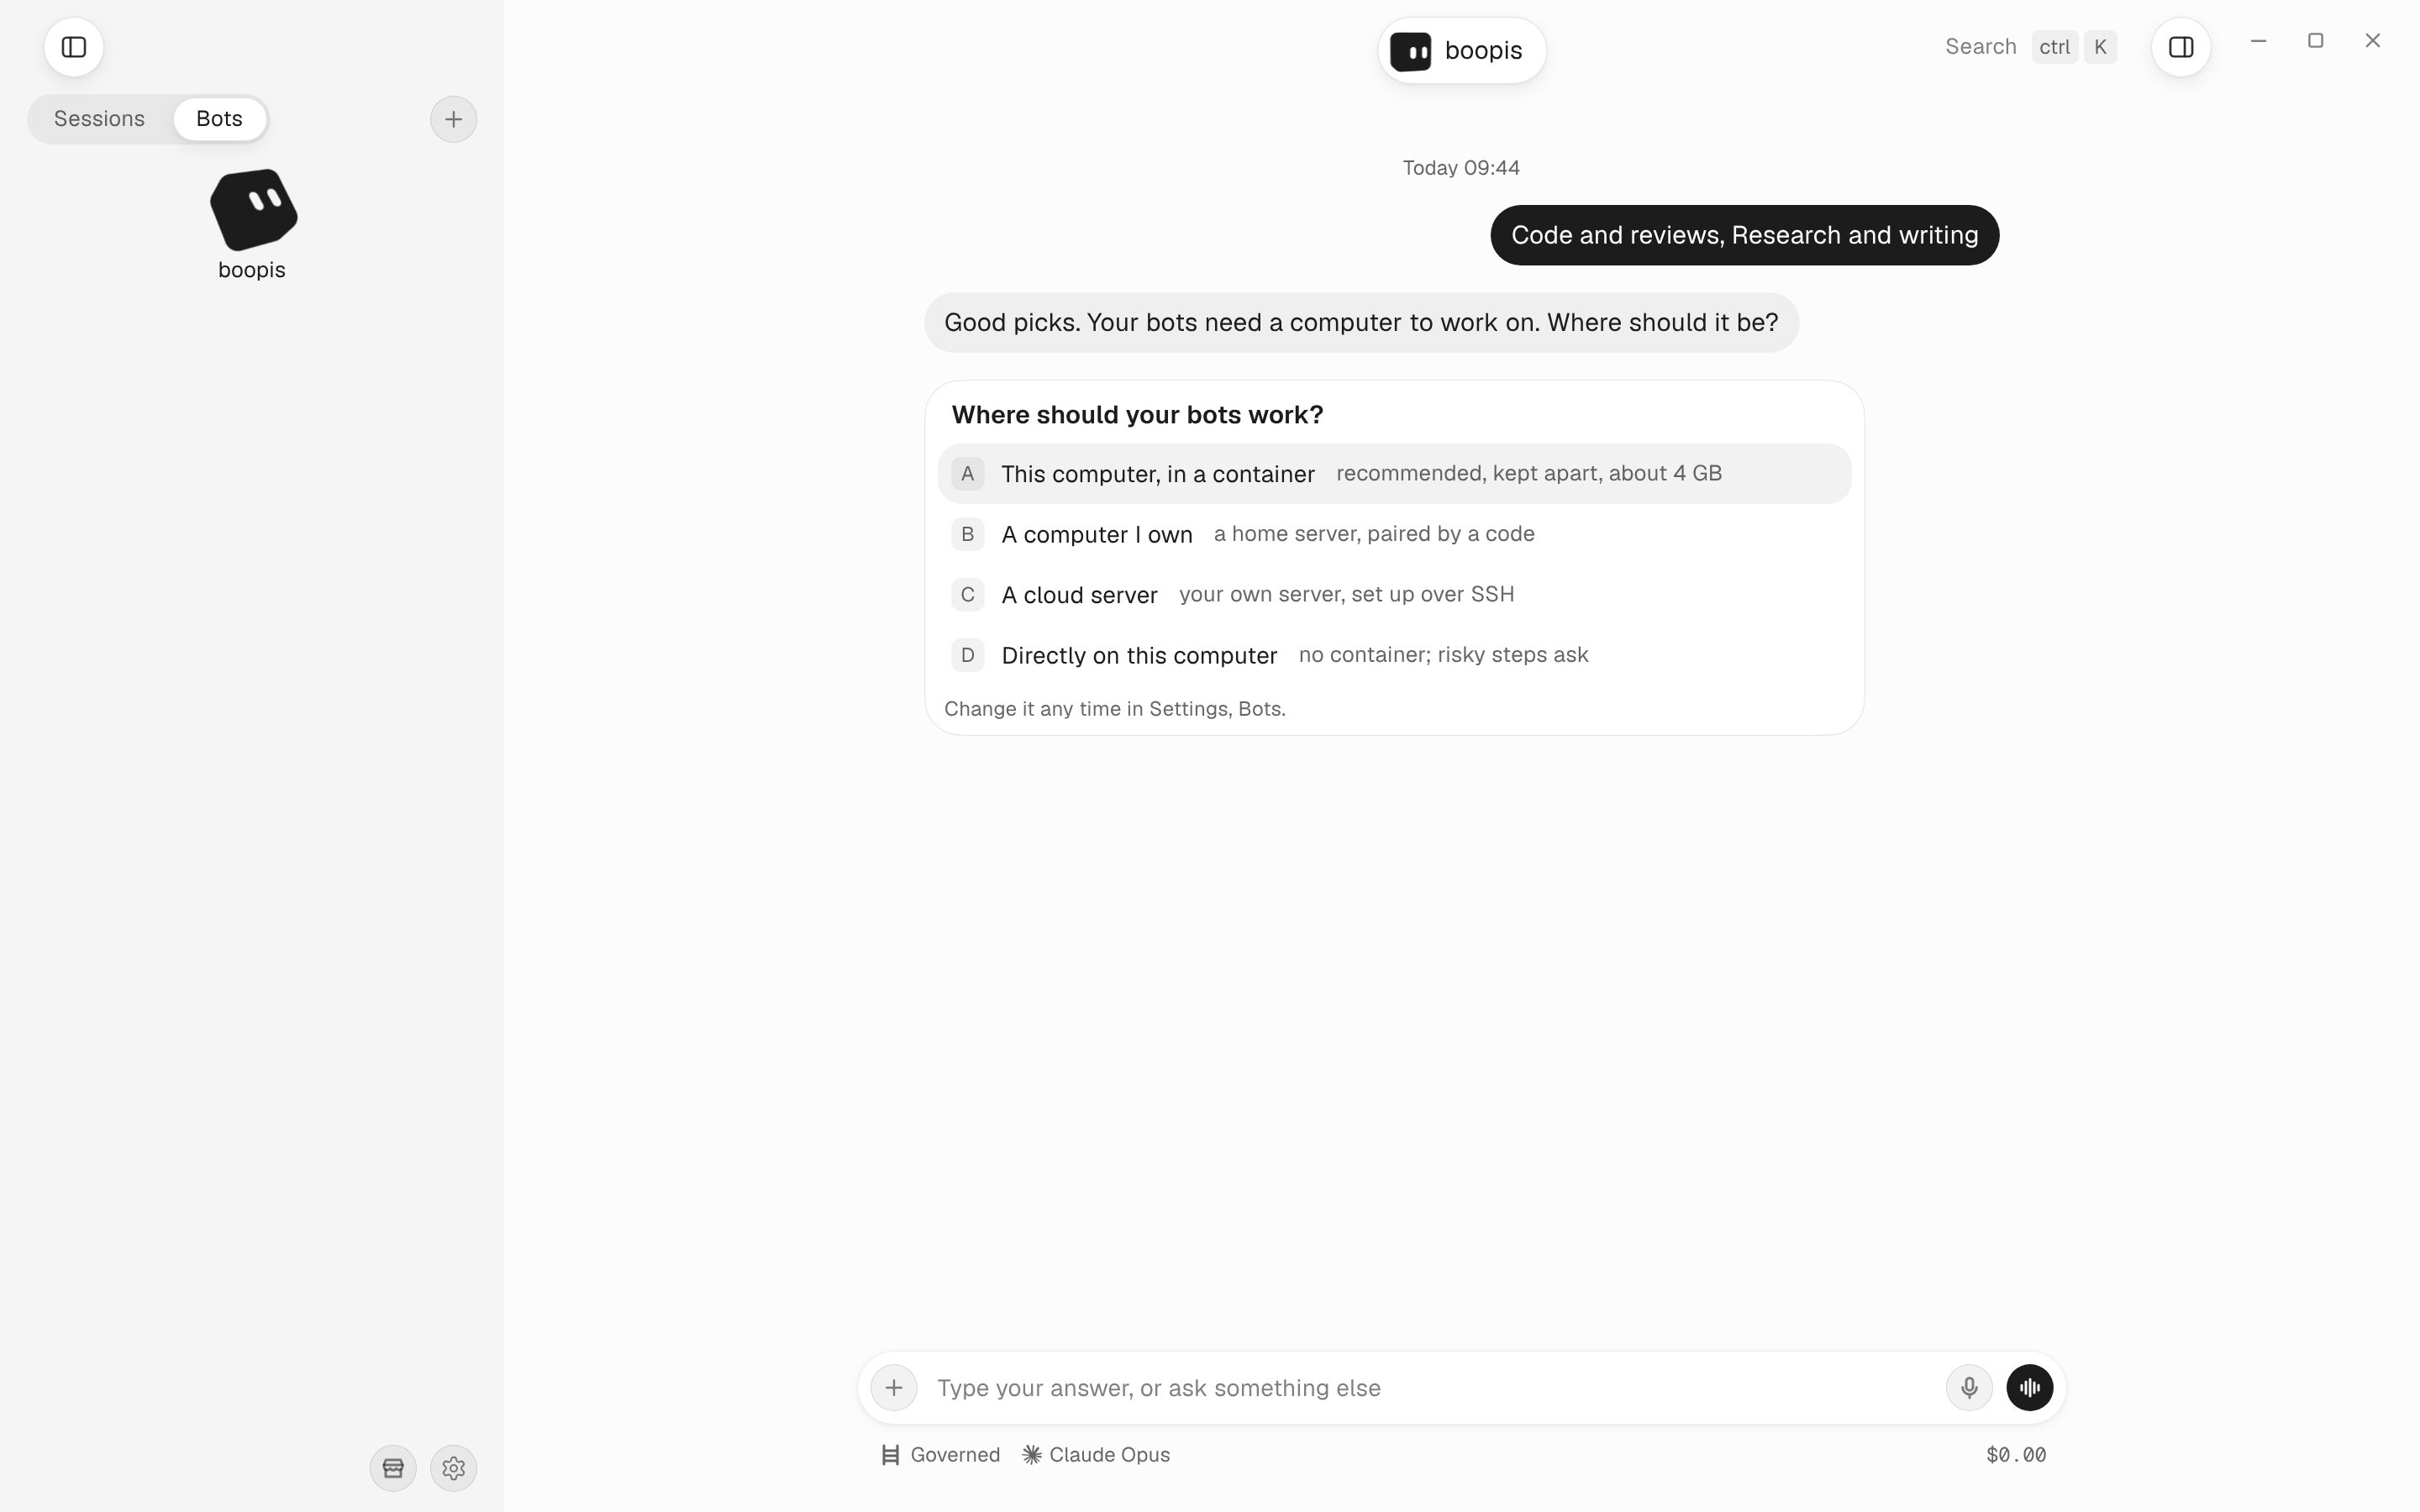 boopis
Search ctrl K
Sessions
Bots
boopis
Today 09:44
Code and reviews, Research and writing
Good picks. Your bots need a computer to work on. Where should it be?
Where should your bots work?
A This computer, in a container recommended, kept apart, about 4 GB
B A computer I own a home server, paired by a code
C A cloud server your own server, set up over SSH
D Directly on this computer no container; risky steps ask
Change it any time in Settings, Bots.
Type your answer, or ask something else
Governed Claude Opus $0.00